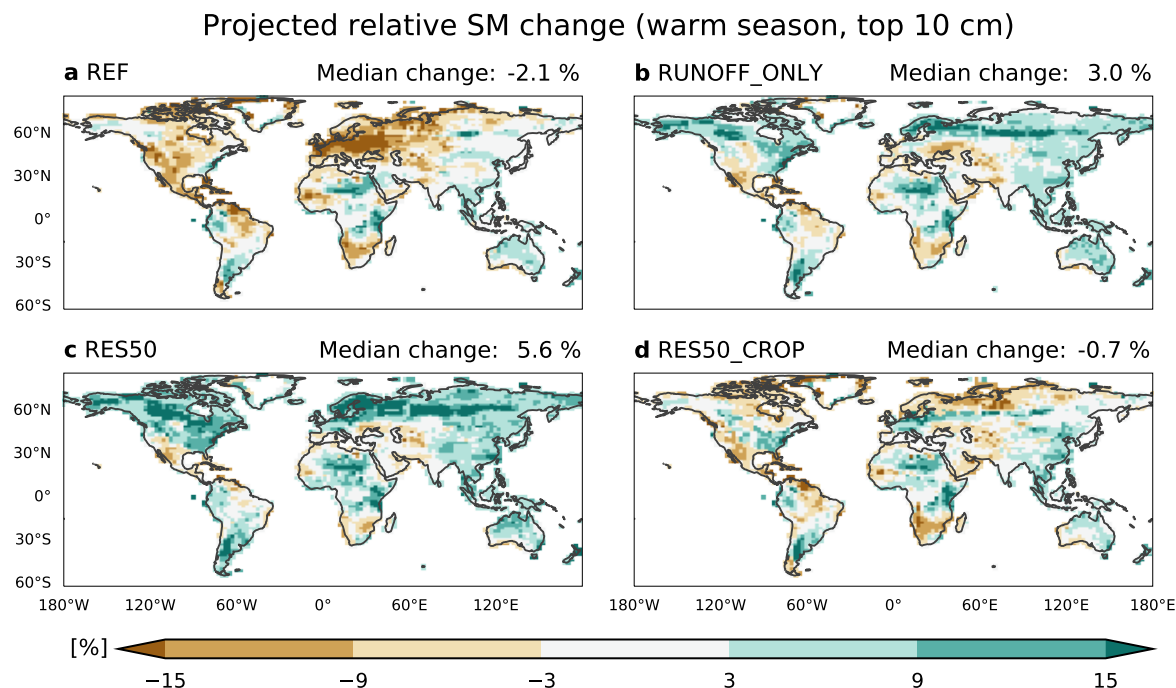 Projected relative SM change (warm season, top 10 cm)
a REF Median change: -2.1 %
b RUNOFF_ONLY Median change: 3.0 %
60°N
30°N
0°
30°S
60°S
c RES50 Median change: 5.6 %
d RES50_CROP Median change: -0.7 %
60°N
30°N
0°
30°S
60°S
180°W 120°W 60°W 0° 60°E 120°E
180°W 120°W 60°W 0° 60°E 120°E 180°E
[%]
−15 −9 −3 3 9 15